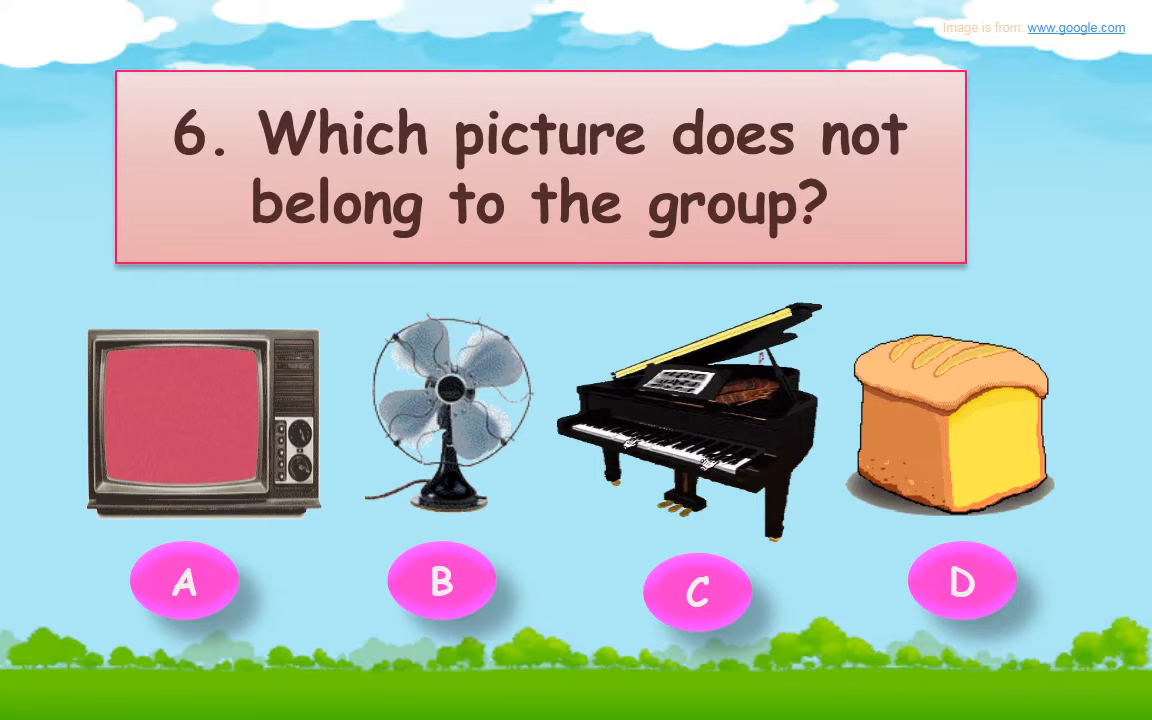 Image is from: www.google.com
6. Which picture does not
belong to the group?
A
B
C
D